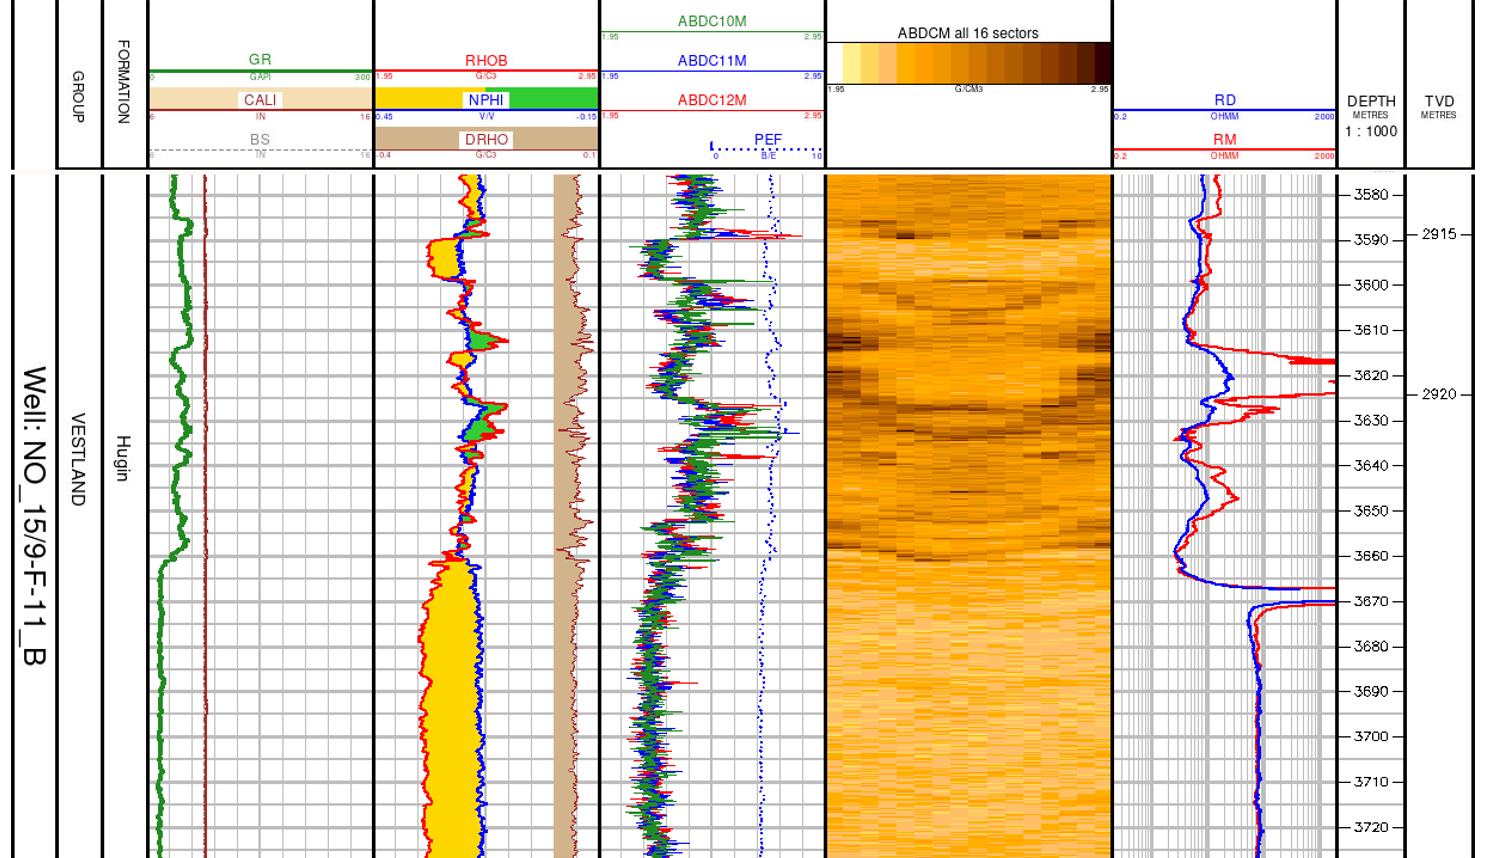 Well: NO_15/9-F-11_B
GROUP
VESTLAND
FORMATION
Hugin
GR
0 GAPI 300
CALI
6 IN 16
BS
6 IN 16
RHOB
1.95 G/C3 2.95
NPHI
0.45 V/V -0.15
DRHO
-0.4 G/C3 0.1
ABDC10M
1.95 2.95
ABDC11M
1.95 2.95
ABDC12M
1.95 2.95
PEF
0 B/E 10
ABDCM all 16 sectors
1.95 G/CM3 2.95
RD
0.2 OHMM 2000
RM
0.2 OHMM 2000
DEPTH
METRES
1 : 1000
3580
3590
3600
3610
3620
3630
3640
3650
3660
3670
3680
3690
3700
3710
3720
TVD
METRES
2915
2920